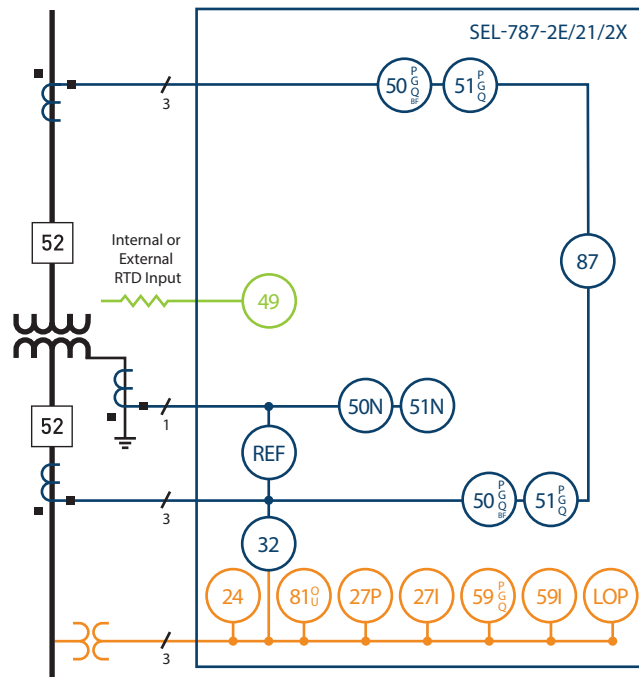 SEL-787-2E/21/2X
50 P G Q BF
51 P G Q
3
52
Internal or
External
RTD Input
49
87
52
1
50N
51N
REF
3
50 P G Q BF
51 P G Q
32
24
81 O U
27P
27I
59 P G Q
59I
LOP
3